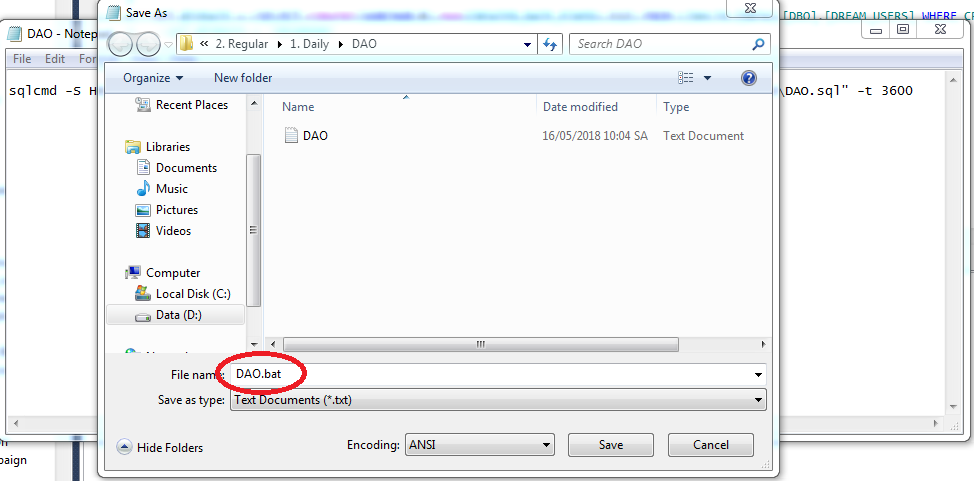 Save As
[DBO].[DREAM_USERS] WHERE
DAO - Notep
« 2. Regular ▸ 1. Daily ▸ DAO
Search DAO
File Edit For
Organize
New folder
sqlcmd -S H
\DAO.sql" -t 3600
Name Date modified Type
DAO 16/05/2018 10:04 SA Text Document
Recent Places
Libraries
Documents
Music
Pictures
Videos
Computer
Local Disk (C:)
Data (D:)
File name: DAO.bat
Save as type: Text Documents (*.txt)
Hide Folders
Encoding: ANSI
Save
Cancel
paign